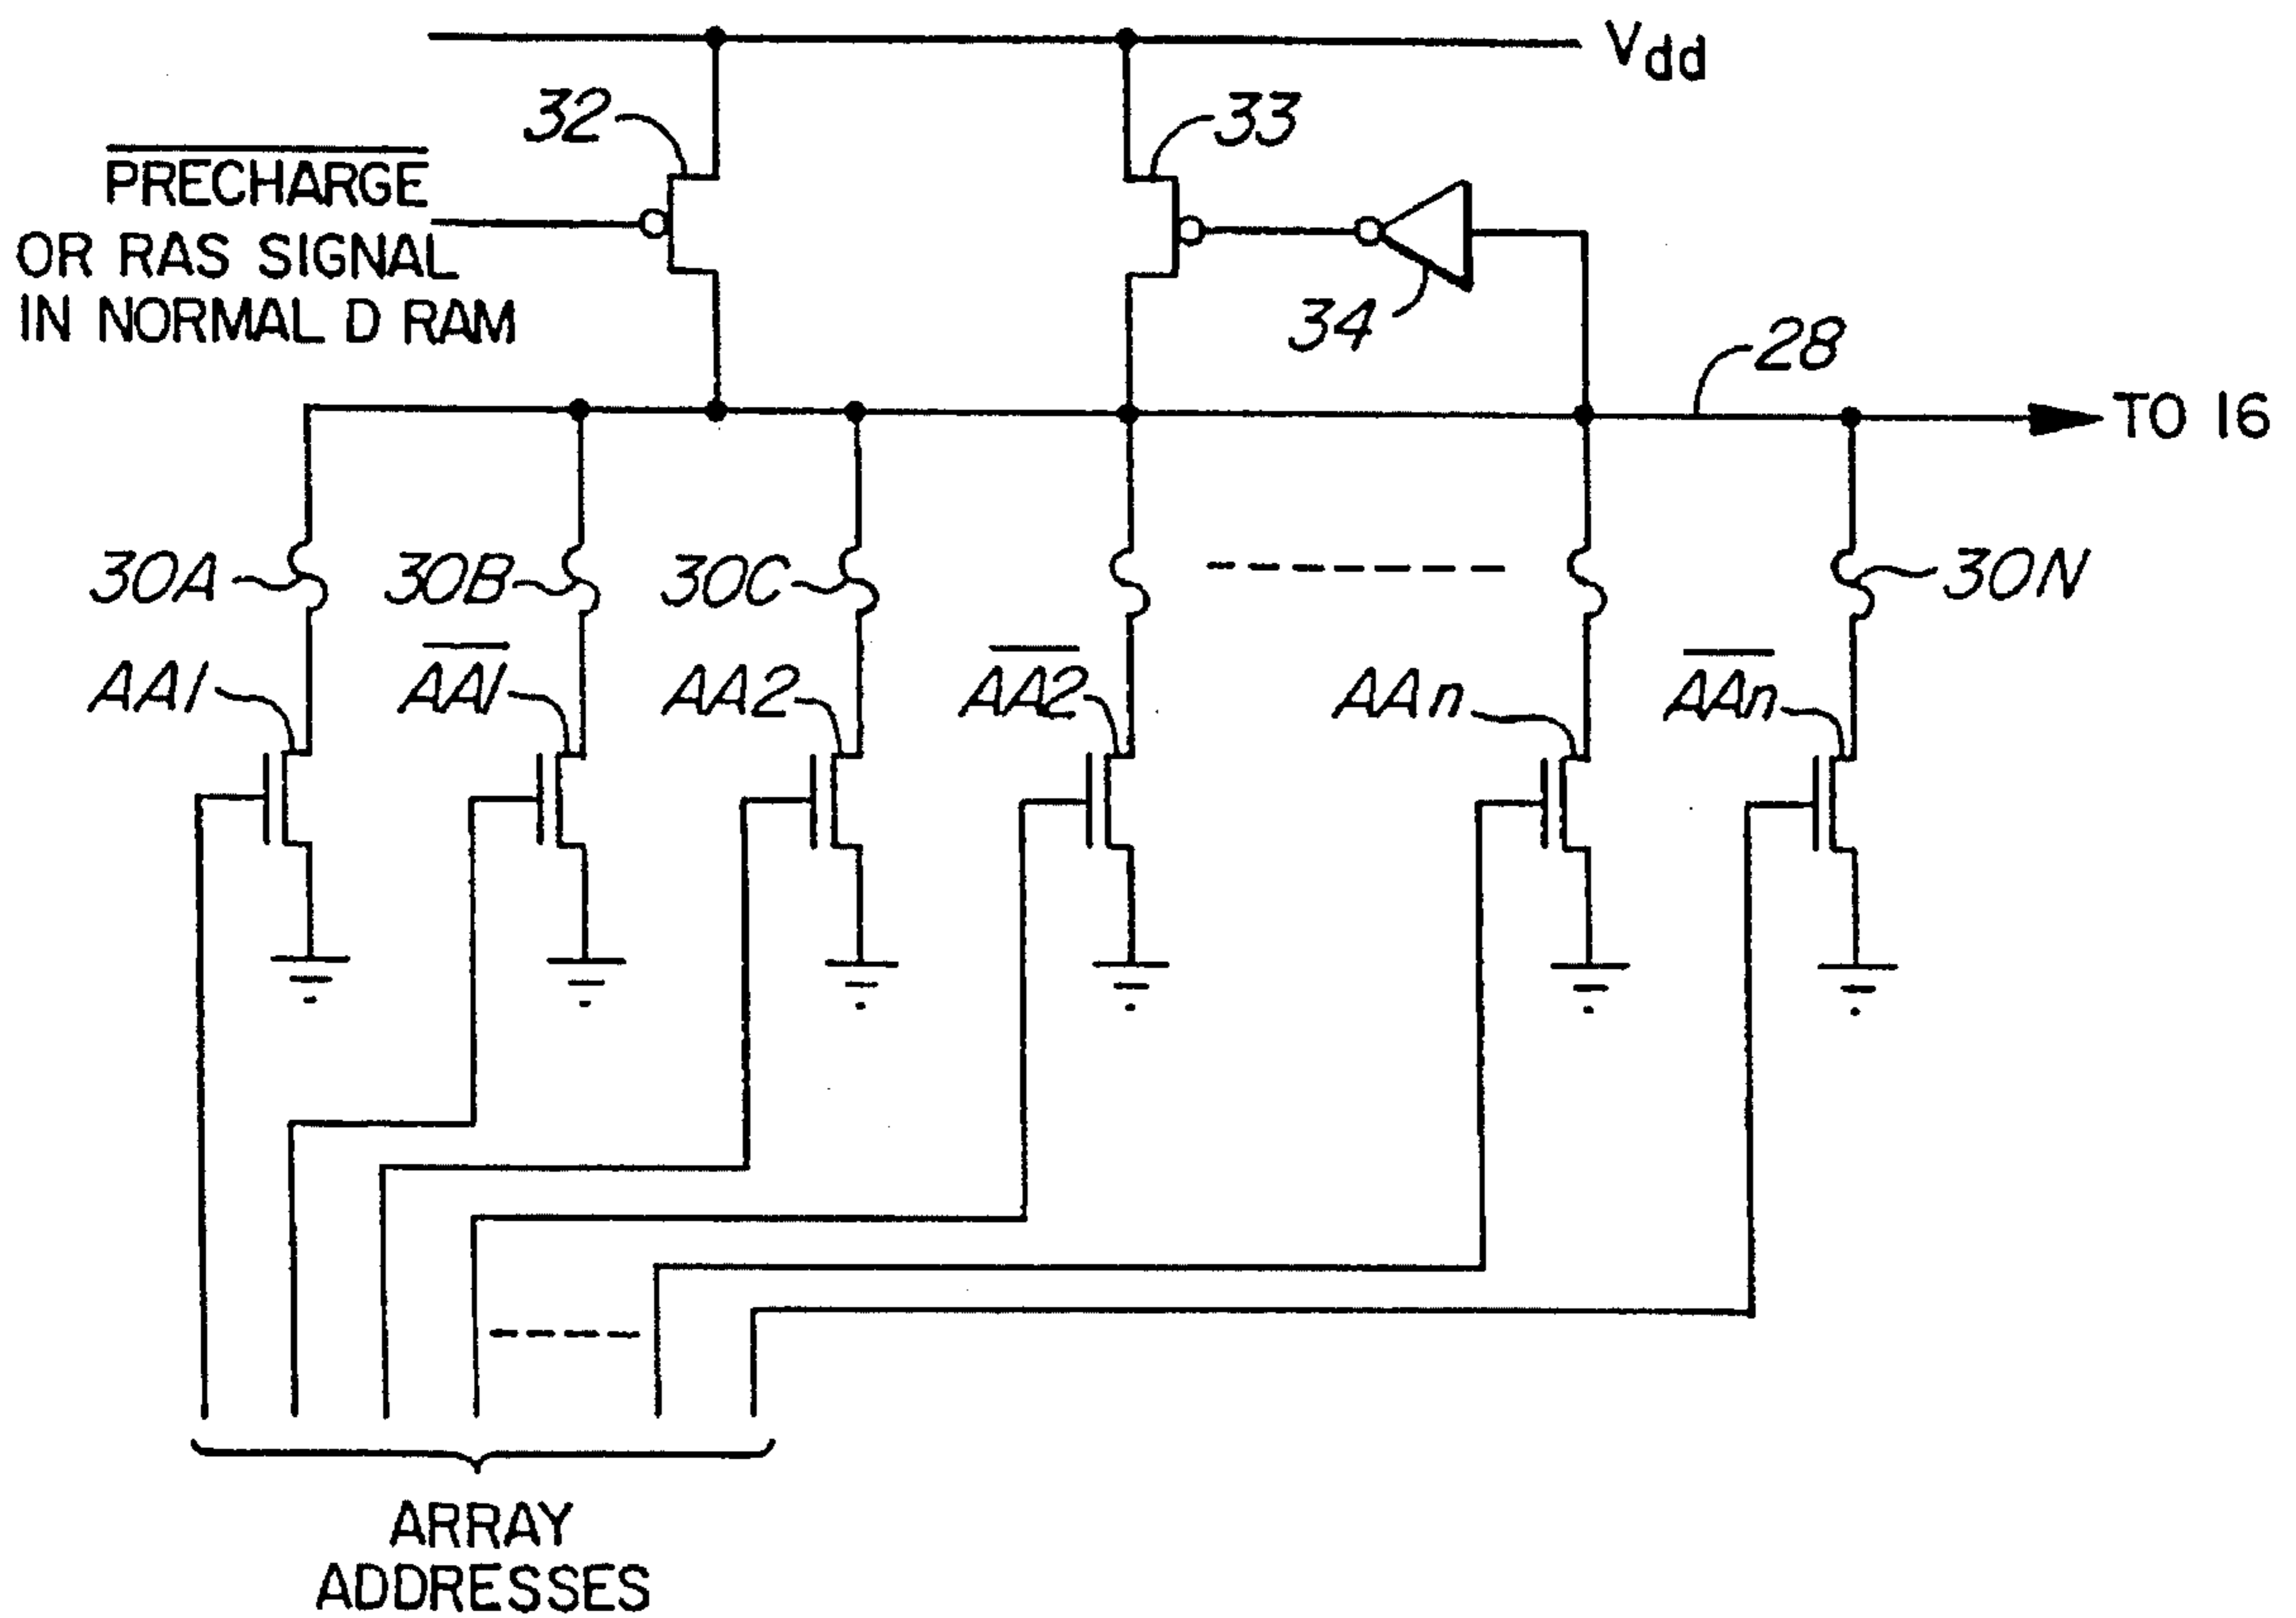 Vdd
32
33
PRECHARGE
OR RAS SIGNAL
IN NORMAL D RAM
34
28
TO 16
30A
30B
30C
30N
AA1
AA1
AA2
AA2
AAn
AAn
ARRAY
ADDRESSES